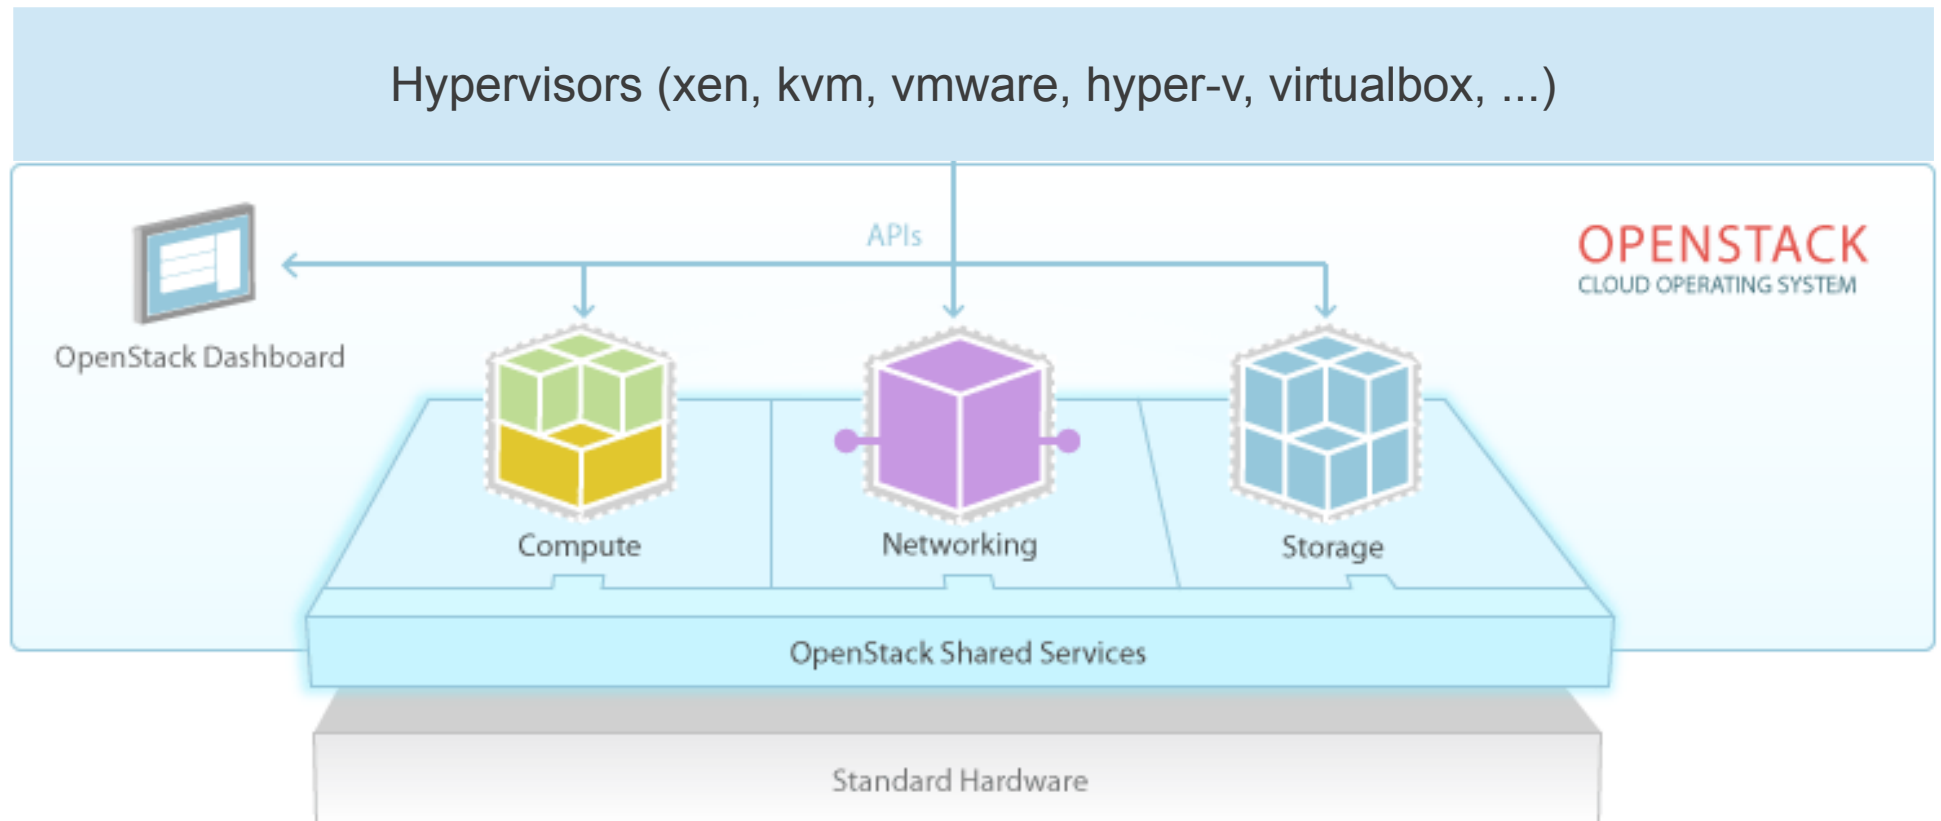 Hypervisors (xen, kvm, vmware, hyper-v, virtualbox, ...)
APIs
OPENSTACK
CLOUD OPERATING SYSTEM
OpenStack Dashboard
Compute
Networking
Storage
OpenStack Shared Services
Standard Hardware